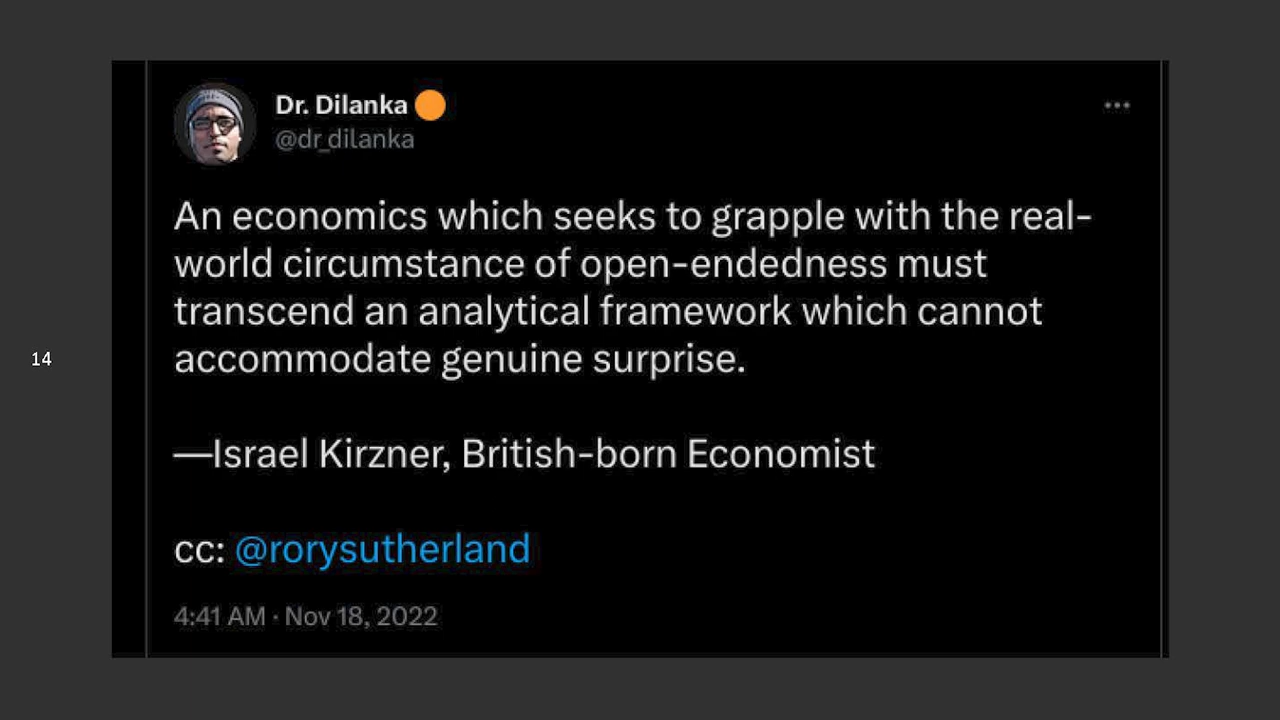 Dr. Dilanka
@dr_dilanka
An economics which seeks to grapple with the real-
world circumstance of open-endedness must
transcend an analytical framework which cannot
accommodate genuine surprise.
14
—Israel Kirzner, British-born Economist
cc: @rorysutherland
4:41 AM · Nov 18, 2022